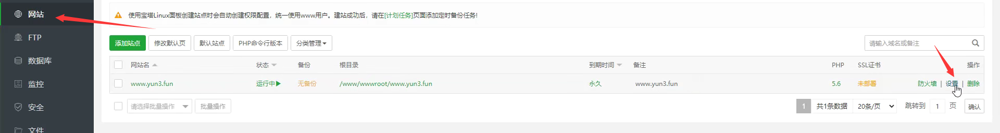 网站
FTP
数据库
监控
安全
文件
使用宝塔Linux面板创建站点时会自动创建权限配置，统一使用www用户。建站成功后，请在[计划任务]页面添加定时备份任务!
添加站点 修改默认页 默认站点 PHP命令行版本 分类管理 请输入域名或备注
网站名 状态 备份 根目录 到期时间 备注 PHP SSL证书 操作
www.yun3.fun 运行中 无备份 /www/wwwroot/www.yun3.fun 永久 www.yun3.fun 5.6 未部署 防火墙 | 设置 | 删除
请选择批量操作 批量操作 1 共1条数据 20条/页 跳转到 1 页 确认